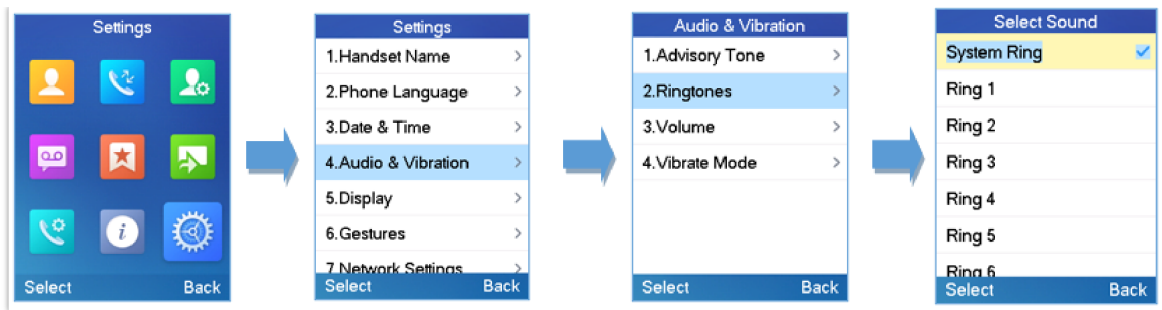 Settings
Select Back
Settings
1.Handset Name
2.Phone Language
3.Date & Time
4.Audio & Vibration
5.Display
6.Gestures
7.Network Settings
Select Back
Audio & Vibration
1.Advisory Tone
2.Ringtones
3.Volume
4.Vibrate Mode
Select Back
Select Sound
System Ring
Ring 1
Ring 2
Ring 3
Ring 4
Ring 5
Ring 6
Select Back